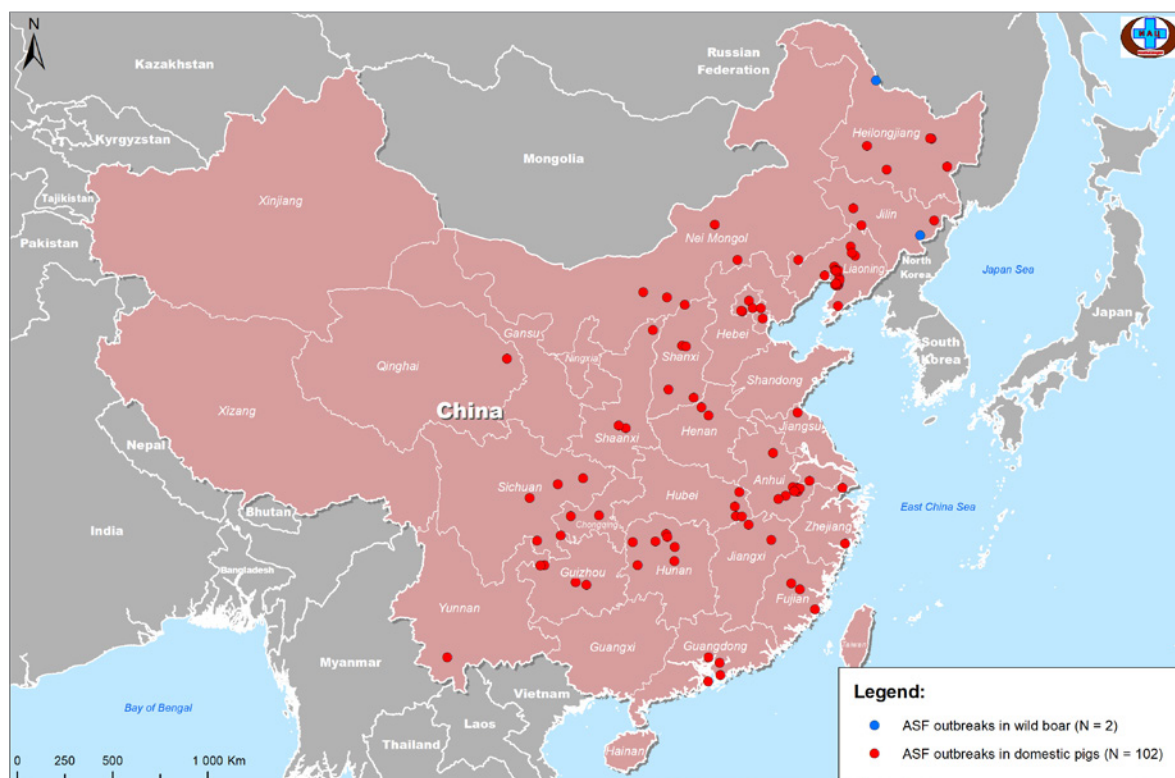 N
Kazakhstan
Russian
Federation
НАЦ
Heilongjiang
Kyrgyzstan
Mongolia
Xinjiang
Tajikistan
Jilin
Nei Mongol
Pakistan
Liaoning
North
Korea
Japan Sea
Japan
Gansu
Hebei
South
Korea
Qinghai
Ningxia
Shanxi
Shandong
Xizang
China
Jiangsu
Shaanxi
Henan
Nepal
Sichuan
Anhui
Hubei
East China Sea
Bhutan
Chongqing
Zhejiang
India
Jiangxi
Bangladesh
Guizhou
Hunan
Fujian
Yunnan
Taiwan
Guangxi
Guangdong
Myanmar
Vietnam
Bay of Bengal
Laos
Hainan
Thailand
Legend:
ASF outbreaks in wild boar (N = 2)
ASF outbreaks in domestic pigs (N = 102)
0 250 500 1 000 Km